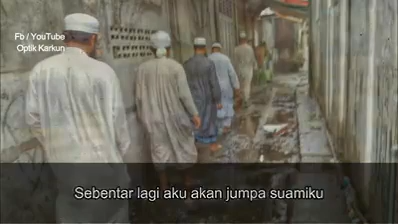 Fb / YouTube
Optik Karkun
Sebentar lagi aku akan jumpa suamiku